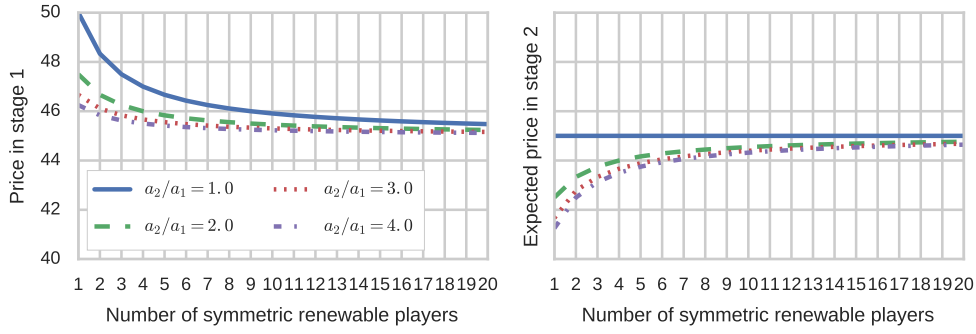 Price in stage 1
50
48
46
44
42
40
a₂/a₁ = 1.0
a₂/a₁ = 3.0
a₂/a₁ = 2.0
a₂/a₁ = 4.0
1 2 3 4 5 6 7 8 9 10 11 12 13 14 15 16 17 18 19 20
Number of symmetric renewable players
Expected price in stage 2
1 2 3 4 5 6 7 8 9 10 11 12 13 14 15 16 17 18 19 20
Number of symmetric renewable players